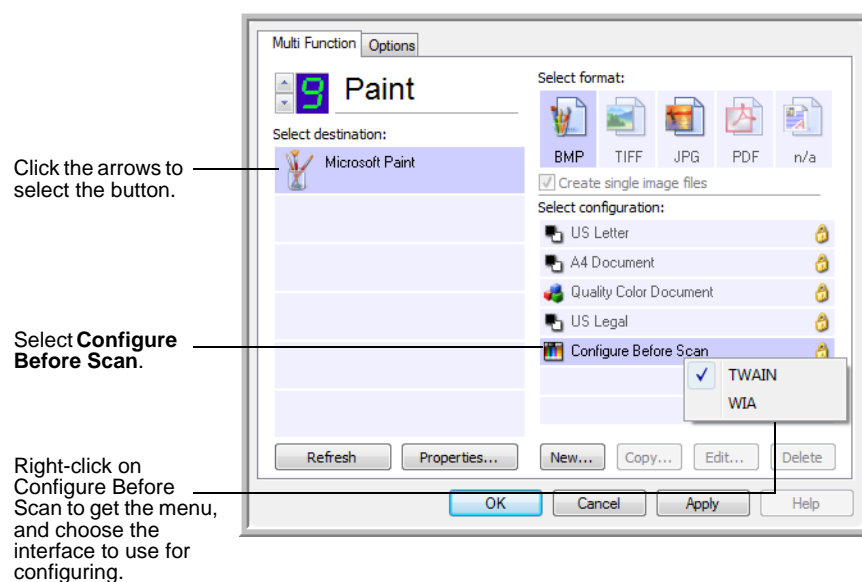 Multi Function
Options
9
Paint
Select destination:
Microsoft Paint
Select format:
BMP
TIFF
JPG
PDF
n/a
Create single image files
Select configuration:
US Letter
A4 Document
Quality Color Document
US Legal
Configure Before Scan
TWAIN
WIA
Refresh
Properties...
New...
Copy...
Edit...
Delete
OK
Cancel
Apply
Help
Click the arrows to
select the button.
Select Configure
Before Scan.
Right-click on
Configure Before
Scan to get the menu,
and choose the
interface to use for
configuring.